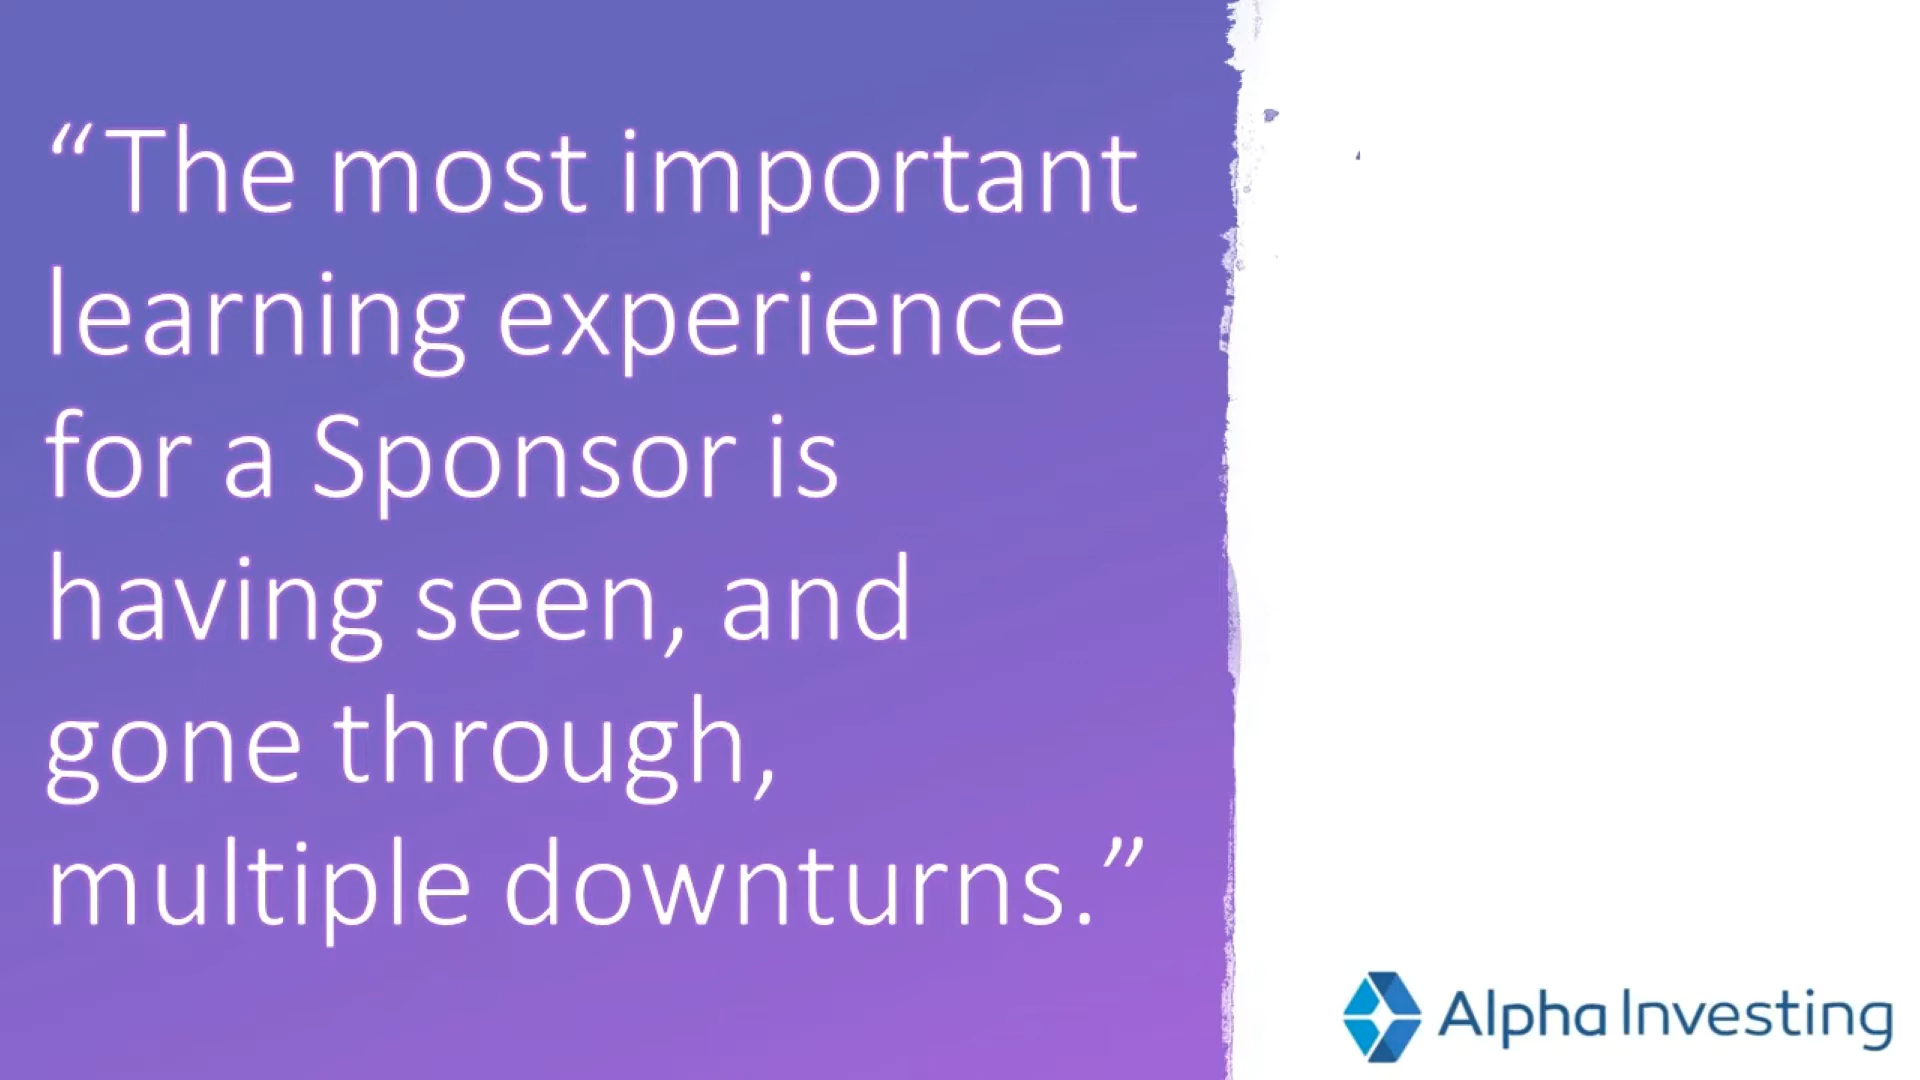 “The most important
learning experience
for a Sponsor is
having seen, and
gone through,
multiple downturns.”
Alpha Investing